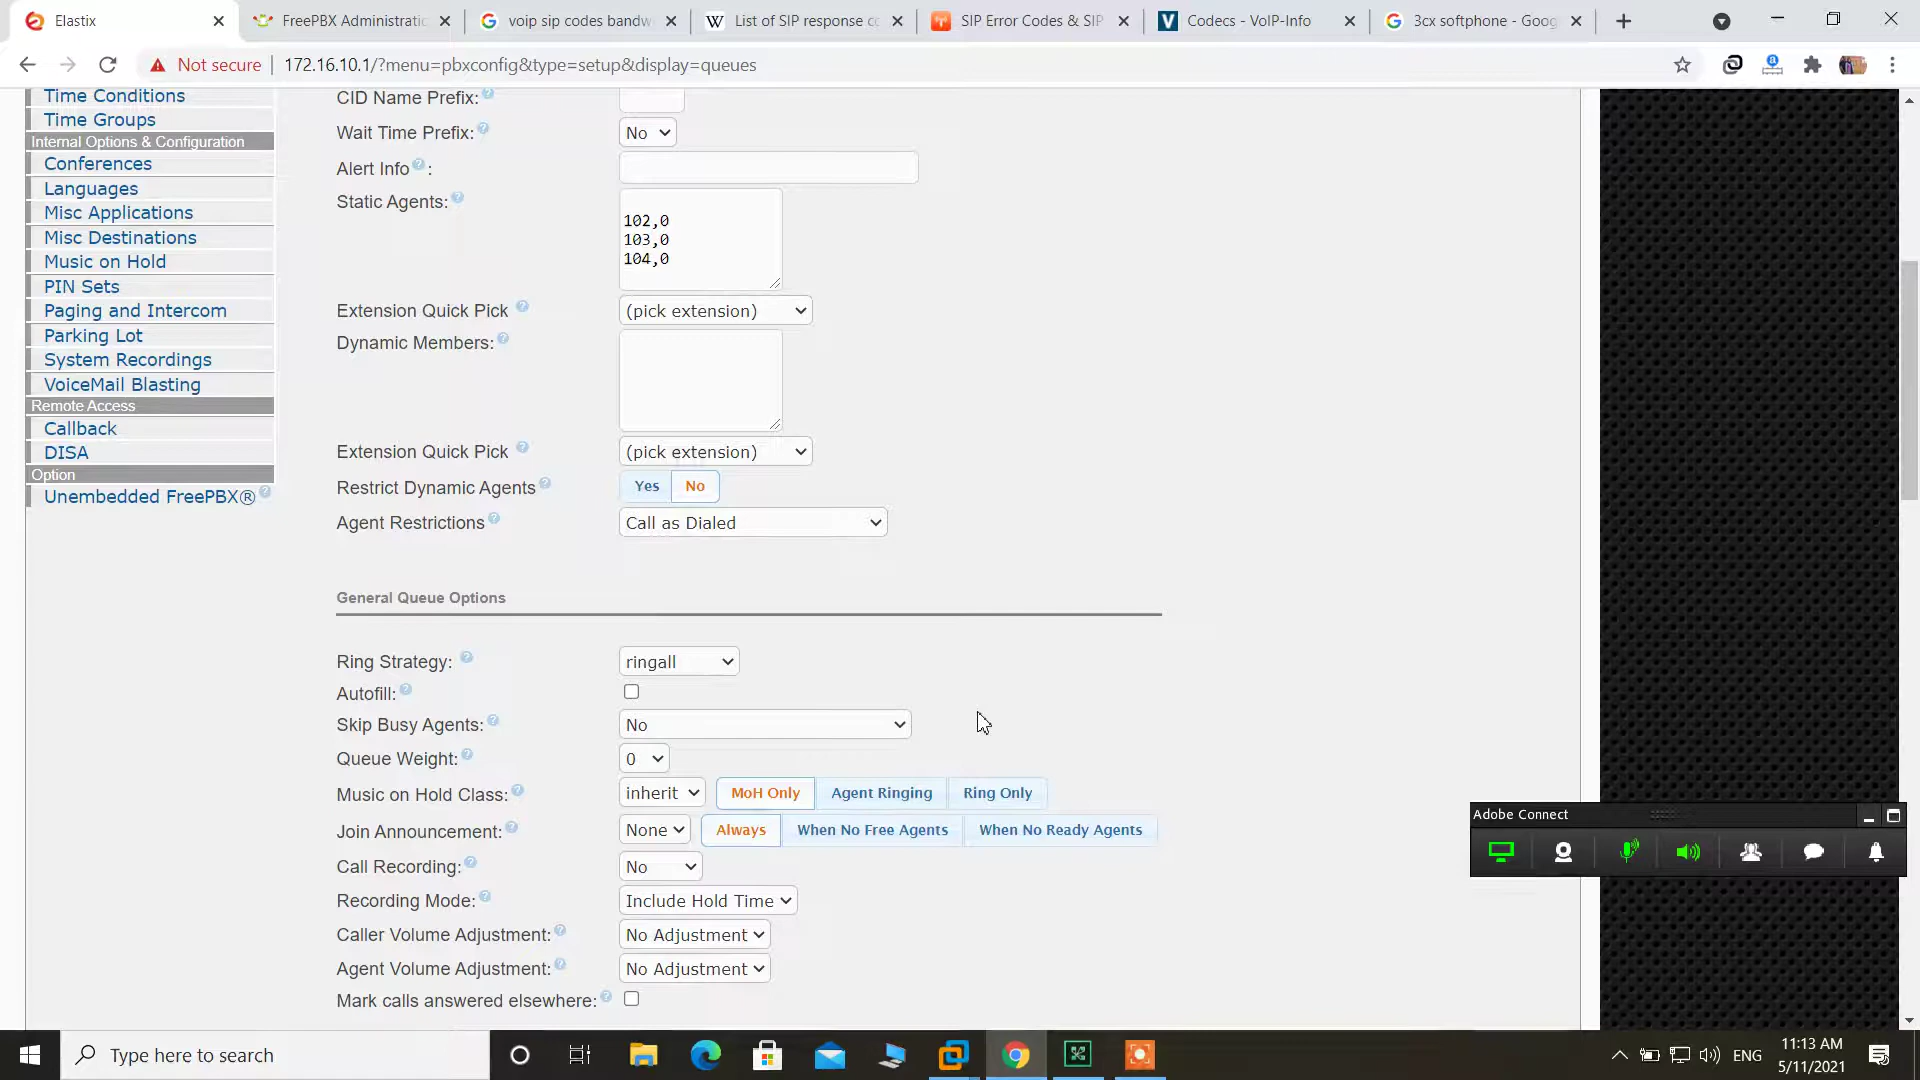 Elastix
FreePBX Administratic
voip sip codes bandw
List of SIP response co
SIP Error Codes & SIP
Codecs - VoIP-Info
3cx softphone - Goog
Not secure
172.16.10.1/?menu=pbxconfig&type=setup&display=queues
Time Conditions
Time Groups
Internal Options & Configuration
Conferences
Languages
Misc Applications
Misc Destinations
Music on Hold
PIN Sets
Paging and Intercom
Parking Lot
System Recordings
VoiceMail Blasting
Remote Access
Callback
DISA
Option
Unembedded FreePBX®
CID Name Prefix:
Wait Time Prefix: No
Alert Info :
Static Agents:
102,0
103,0
104,0
Extension Quick Pick (pick extension)
Dynamic Members:
Extension Quick Pick (pick extension)
Restrict Dynamic Agents Yes No
Agent Restrictions Call as Dialed
General Queue Options
Ring Strategy: ringall
Autofill:
Skip Busy Agents: No
Queue Weight: 0
Music on Hold Class: inherit MoH Only Agent Ringing Ring Only
Join Announcement: None Always When No Free Agents When No Ready Agents
Call Recording: No
Recording Mode: Include Hold Time
Caller Volume Adjustment: No Adjustment
Agent Volume Adjustment: No Adjustment
Mark calls answered elsewhere:
Adobe Connect
Type here to search
ENG
11:13 AM
5/11/2021